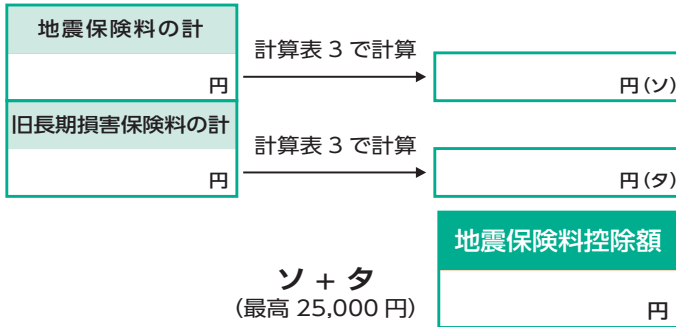 地震保険料の計
円
計算表 3 で計算
円(ソ)
旧長期損害保険料の計
円
計算表 3 で計算
円(タ)
地震保険料控除額
ソ + タ
(最高 25,000 円)
円